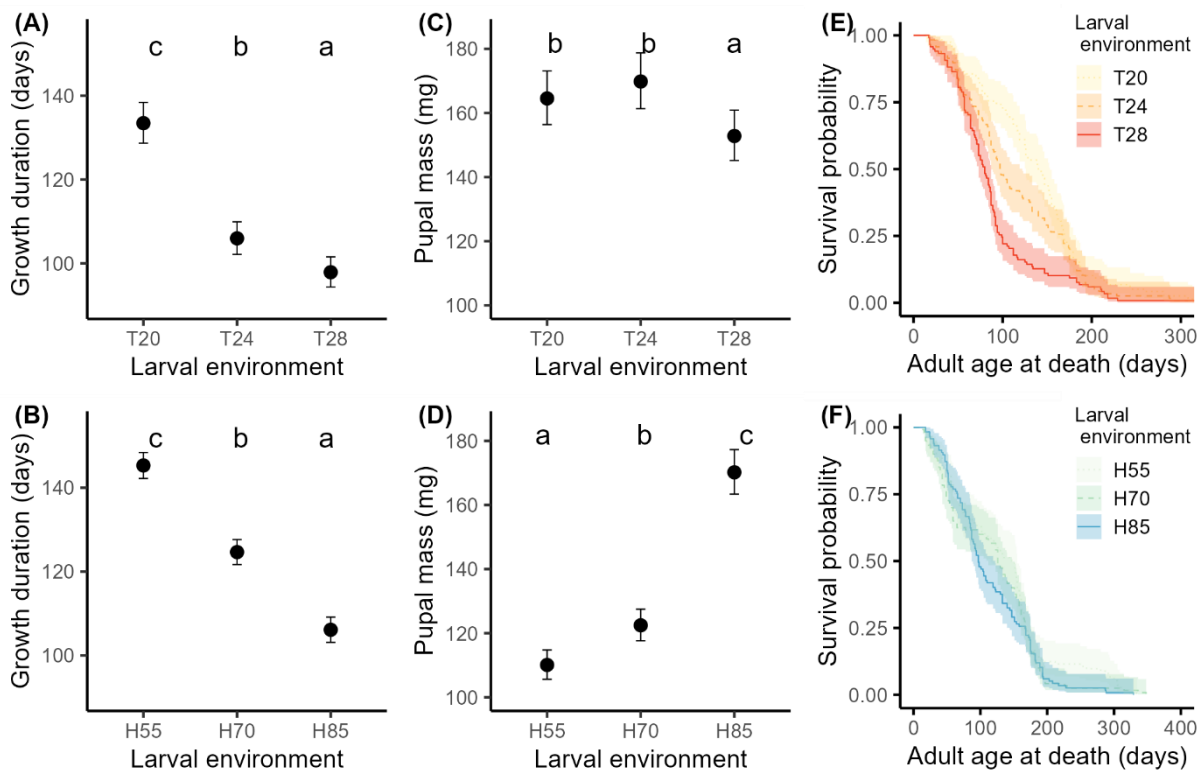 (A)
c b a
Growth duration (days)
140
120
100
T20 T24 T28
Larval environment
(C)
b b a
Pupal mass (mg)
180
160
140
120
100
T20 T24 T28
Larval environment
(E)
Larval
environment
T20
T24
T28
Survival probability
1.00
0.75
0.50
0.25
0.00
0 100 200 300
Adult age at death (days)
(B)
c b a
Growth duration (days)
140
120
100
H55 H70 H85
Larval environment
(D)
a b c
Pupal mass (mg)
180
160
140
120
100
H55 H70 H85
Larval environment
(F)
Larval
environment
H55
H70
H85
Survival probability
1.00
0.75
0.50
0.25
0.00
0 100 200 300 400
Adult age at death (days)